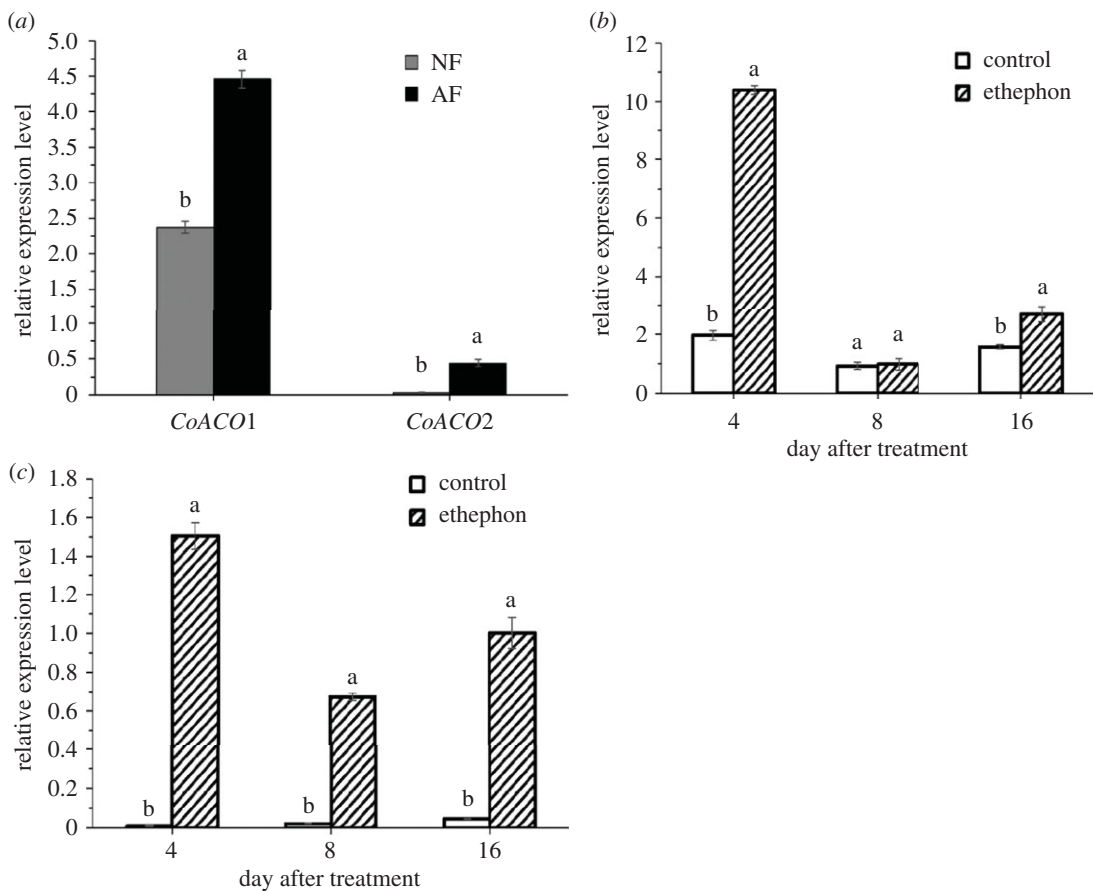 (a)
relative expression level
5.0
4.5
4.0
3.5
3.0
2.5
2.0
1.5
1.0
0.5
0
b
a
b
a
NF
AF
CoACO1 CoACO2
(b)
relative expression level
12
10
8
6
4
2
0
b
a
a
a
b
a
control
ethephon
4 8 16
day after treatment
(c)
relative expression level
1.8
1.6
1.4
1.2
1.0
0.8
0.6
0.4
0.2
0
b
a
b
a
b
a
control
ethephon
4 8 16
day after treatment